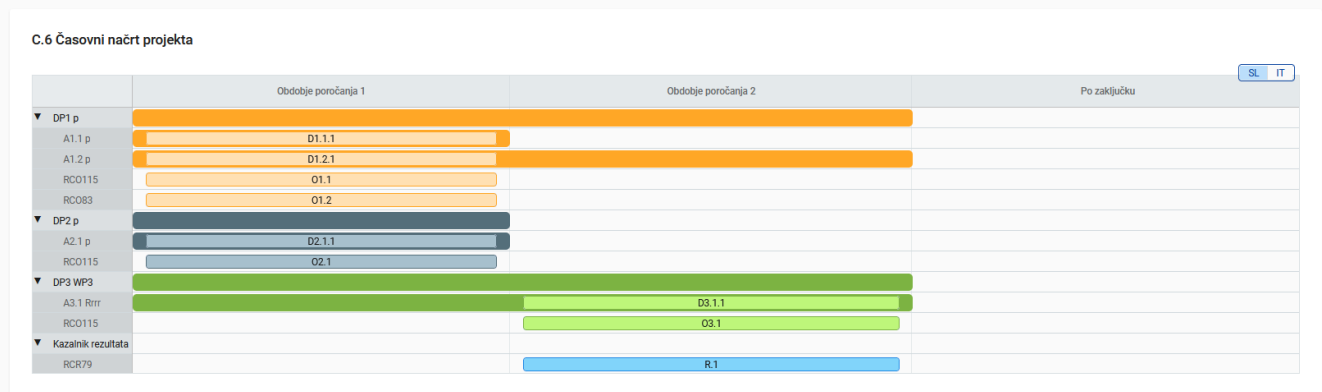 C.6 Časovni načrt projekta
SL IT
Obdobje poročanja 1 Obdobje poročanja 2 Po zaključku
DP1 p
A1.1 p D1.1.1
A1.2 p D1.2.1
RCO115 O1.1
RCO83 O1.2
DP2 p
A2.1 p D2.1.1
RCO115 O2.1
DP3 WP3
A3.1 Rrrr D3.1.1
RCO115 O3.1
Kazalnik rezultata
RCR79 R.1